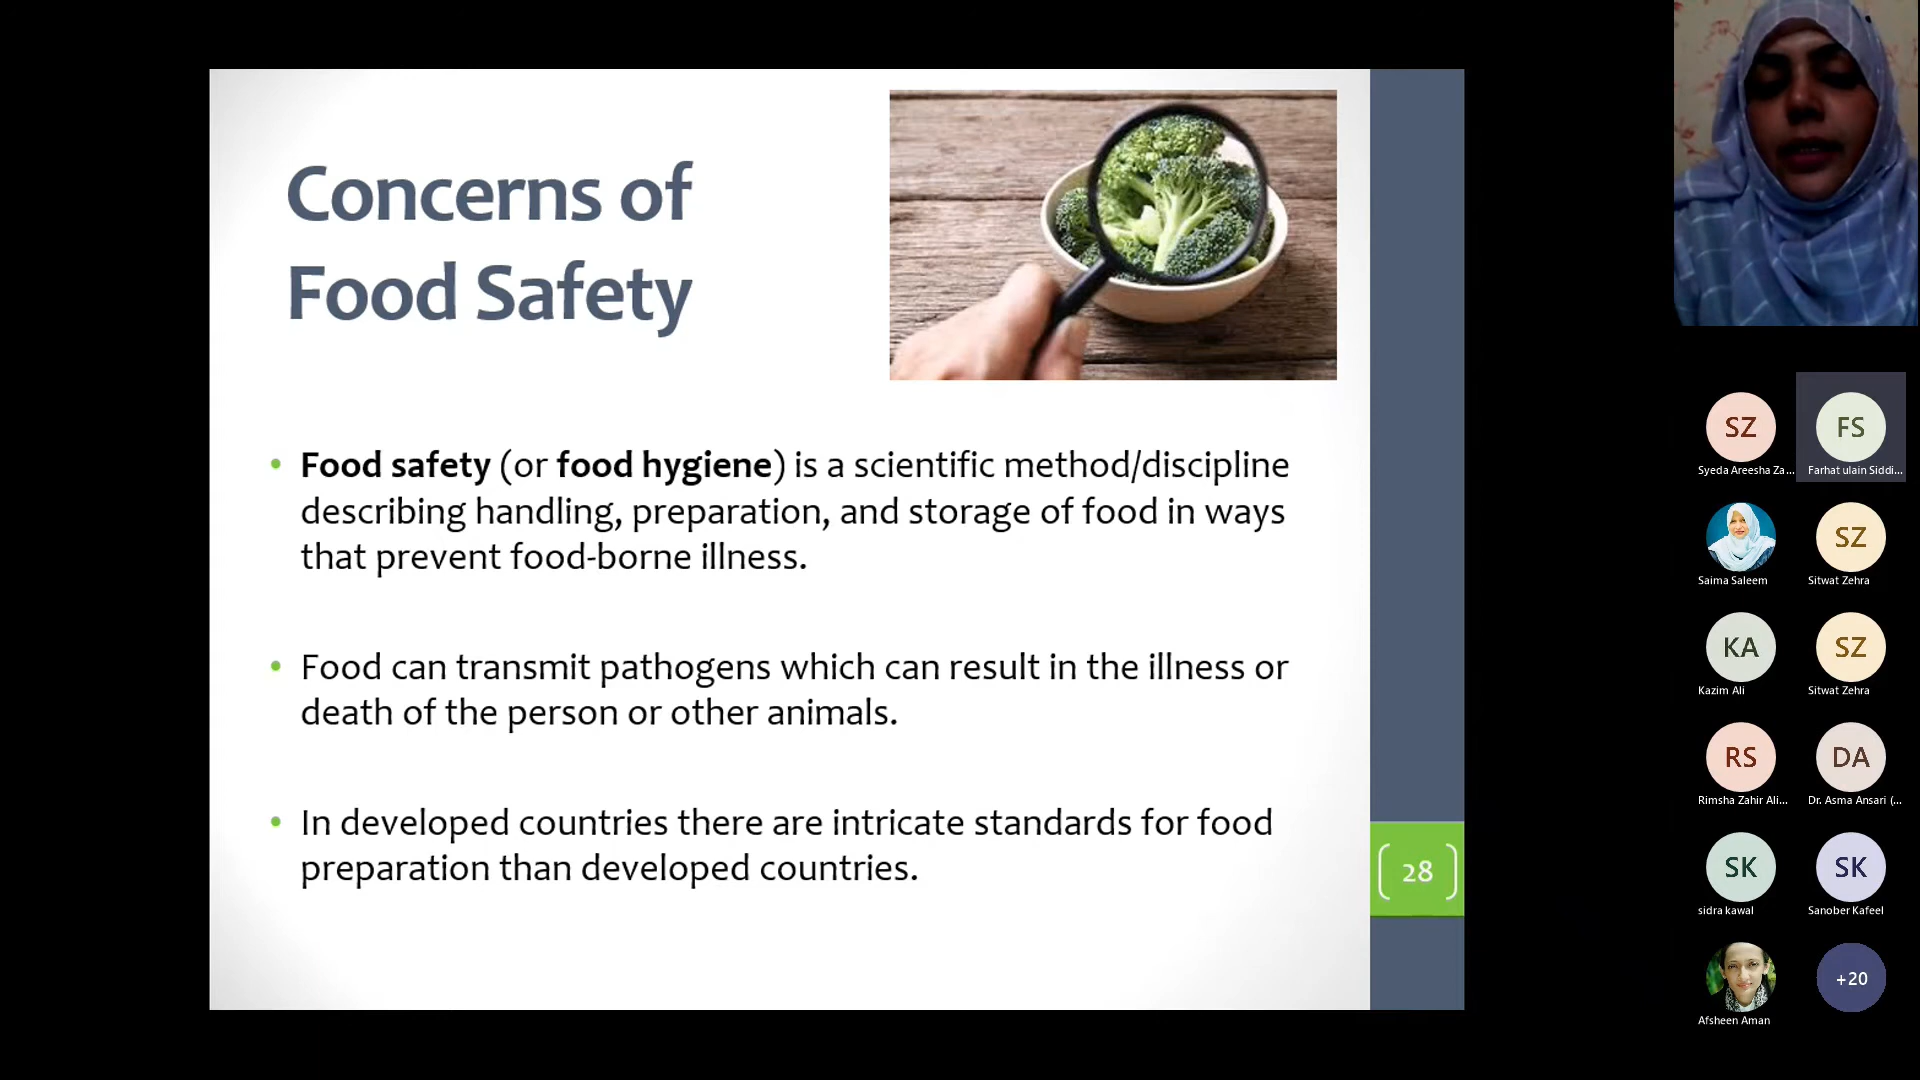 Concerns of
Food Safety
• Food safety (or food hygiene) is a scientific method/discipline
describing handling, preparation, and storage of food in ways
that prevent food-borne illness.
• Food can transmit pathogens which can result in the illness or
death of the person or other animals.
• In developed countries there are intricate standards for food
preparation than developed countries.
28
SZ
Syeda Areesha Za...
FS
Farhat ulain Siddi...
Saima Saleem
SZ
Sitwat Zehra
KA
Kazim Ali
SZ
Sitwat Zehra
RS
Rimsha Zahir Ali...
DA
Dr. Asma Ansari (...
SK
sidra kawal
SK
Sanober Kafeel
Afsheen Aman
+20